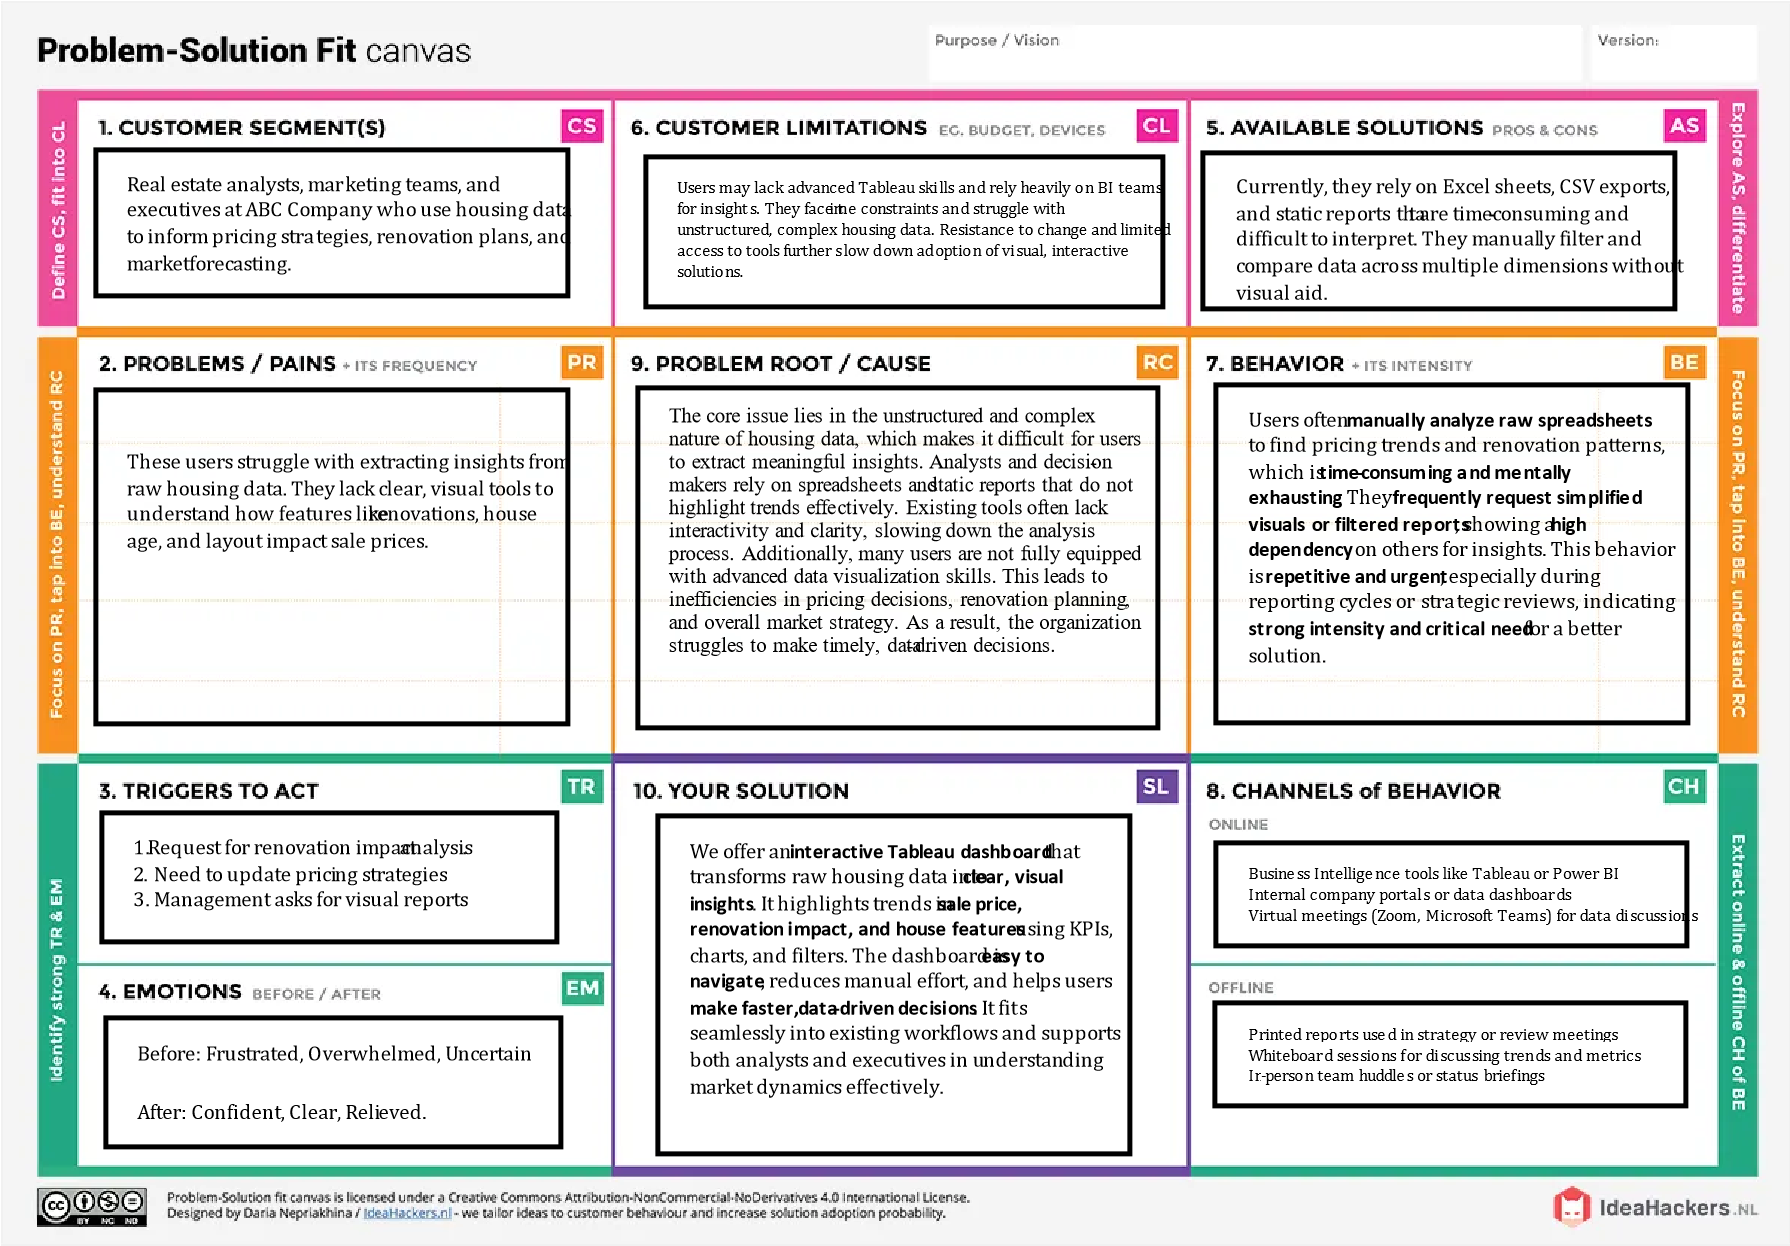 Problem-Solution Fit canvas
Purpose / Vision
Version:
Define CS, fit into CL
1. CUSTOMER SEGMENT(S)
CS
Real estate analysts, marketing teams, and
executives at ABC Company who use housing data
to inform pricing strategies, renovation plans, and
marketforecasting.
6. CUSTOMER LIMITATIONS EG. BUDGET, DEVICES
CL
Users may lack advanced Tableau skills and rely heavily on BI teams
for insights. They face time constraints and struggle with
unstructured, complex housing data. Resistance to change and limited
access to tools further slow down adoption of visual, interactive
solutions.
5. AVAILABLE SOLUTIONS PROS & CONS
AS
Currently, they rely on Excel sheets, CSV exports,
and static reports that are time-consuming and
difficult to interpret. They manually filter and
compare data across multiple dimensions without
visual aid.
Explore AS, differentiate
Focus on PR, tap into BE, understand RC
2. PROBLEMS / PAINS + ITS FREQUENCY
PR
These users struggle with extracting insights from
raw housing data. They lack clear, visual tools to
understand how features like renovations, house
age, and layout impact sale prices.
9. PROBLEM ROOT / CAUSE
RC
The core issue lies in the unstructured and complex
nature of housing data, which makes it difficult for users
to extract meaningful insights. Analysts and decision-
makers rely on spreadsheets and static reports that do not
highlight trends effectively. Existing tools often lack
interactivity and clarity, slowing down the analysis
process. Additionally, many users are not fully equipped
with advanced data visualization skills. This leads to
inefficiencies in pricing decisions, renovation planning,
and overall market strategy. As a result, the organization
struggles to make timely, data-driven decisions.
7. BEHAVIOR + ITS INTENSITY
BE
Users often manually analyze raw spreadsheets
to find pricing trends and renovation patterns,
which is time-consuming and mentally
exhausting. They frequently request simplified
visuals or filtered reports, showing a high
dependency on others for insights. This behavior
is repetitive and urgent, especially during
reporting cycles or strategic reviews, indicating
strong intensity and critical need for a better
solution.
Focus on PR, tap into BE, understand RC
Identify strong TR & EM
3. TRIGGERS TO ACT
TR
1.Request for renovation impact analysis.
2. Need to update pricing strategies
3. Management asks for visual reports
4. EMOTIONS BEFORE / AFTER
EM
Before: Frustrated, Overwhelmed, Uncertain
After: Confident, Clear, Relieved.
10. YOUR SOLUTION
SL
We offer an interactive Tableau dashboard that
transforms raw housing data into clear, visual
insights. It highlights trends in sale price,
renovation impact, and house features using KPIs,
charts, and filters. The dashboard is easy to
navigate, reduces manual effort, and helps users
make faster, data-driven decisions. It fits
seamlessly into existing workflows and supports
both analysts and executives in understanding
market dynamics effectively.
8. CHANNELS of BEHAVIOR
CH
ONLINE
Business Intelligence tools like Tableau or Power BI
Internal company portals or data dashboards
Virtual meetings (Zoom, Microsoft Teams) for data discussions
OFFLINE
Printed reports used in strategy or review meetings
Whiteboard sessions for discussing trends and metrics
In-person team huddles or status briefings
Extract online & offline CH of BE
CC BY NC ND
Problem-Solution fit canvas is licensed under a Creative Commons Attribution-NonCommercial-NoDerivatives 4.0 International License.
Designed by Daria Nepriakhina / IdeaHackers.nl - we tailor ideas to customer behaviour and increase solution adoption probability.
IdeaHackers.NL